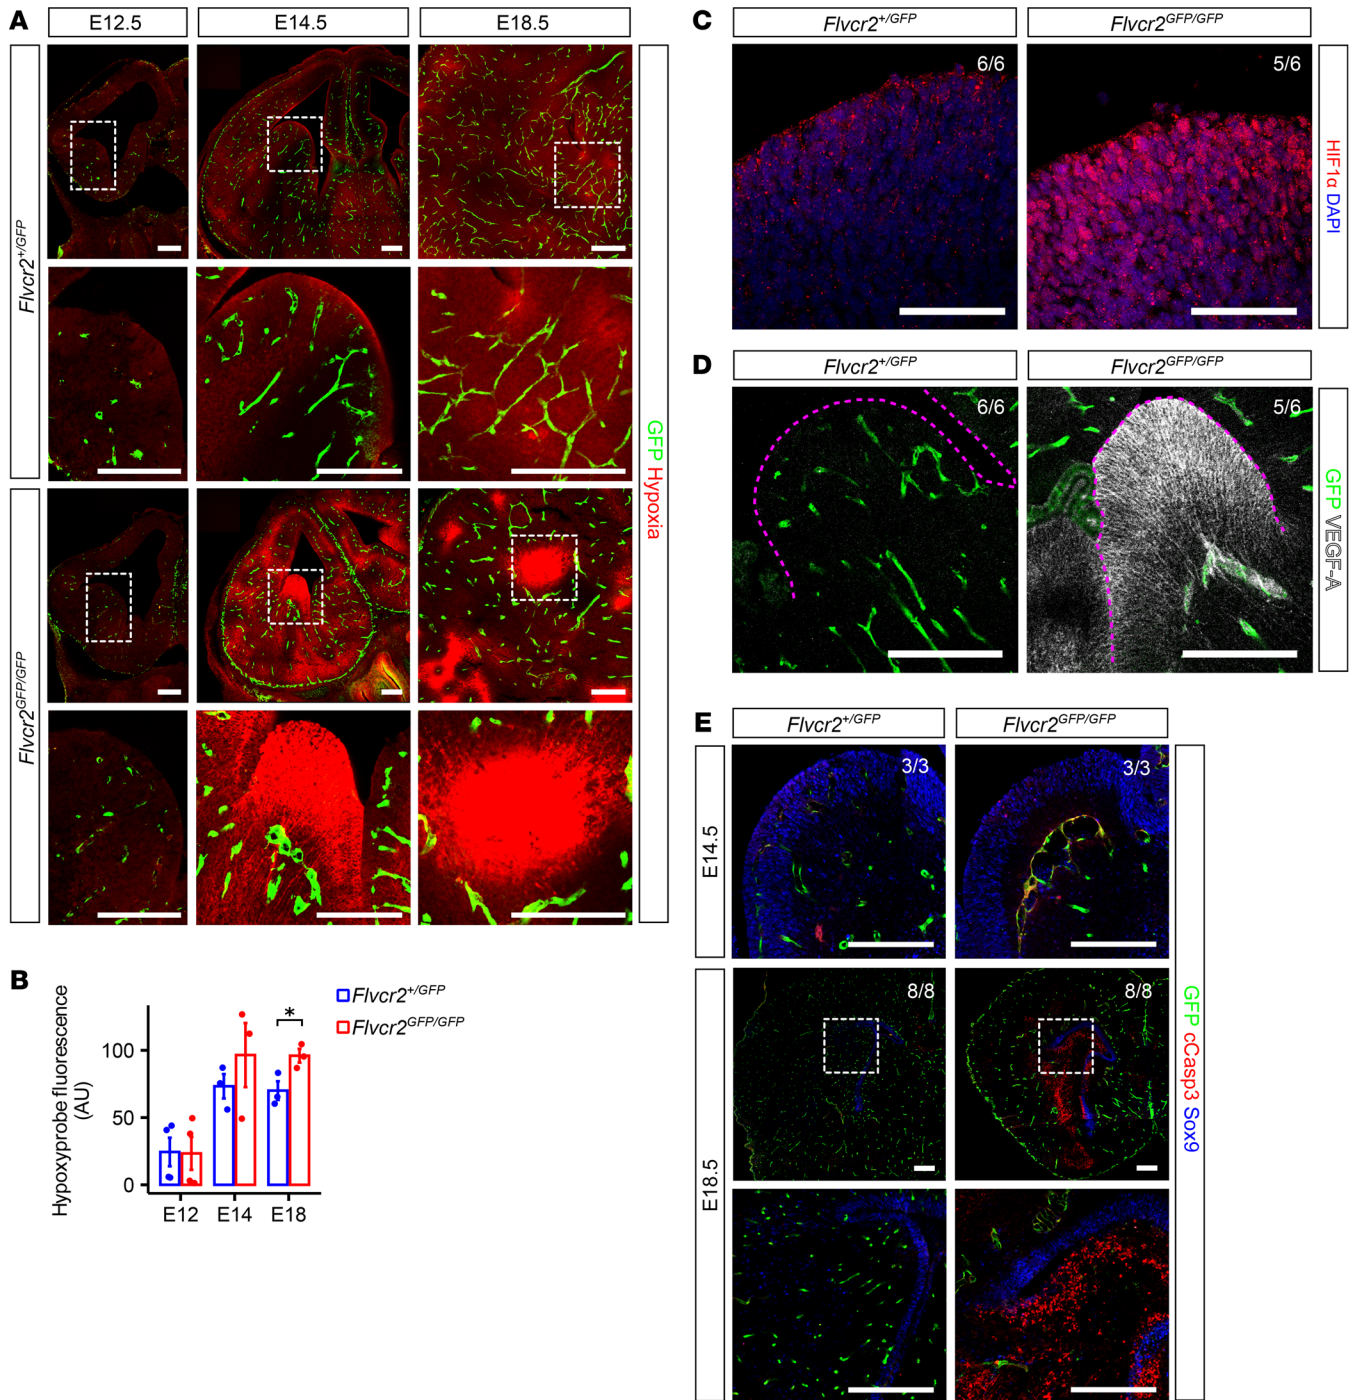 A
E12.5
E14.5
E18.5
Flvcr2+/GFP
Flvcr2GFP/GFP
GFP Hypoxia
B
Hypoxyprobe fluorescence
(AU)
100
50
0
E12
E14
E18
*
Flvcr2+/GFP
Flvcr2GFP/GFP
C
Flvcr2+/GFP
Flvcr2GFP/GFP
6/6
5/6
HIF1α DAPI
D
Flvcr2+/GFP
Flvcr2GFP/GFP
6/6
5/6
GFP VEGF-A
E
Flvcr2+/GFP
Flvcr2GFP/GFP
E14.5
3/3
3/3
E18.5
8/8
8/8
GFP cCasp3 Sox9